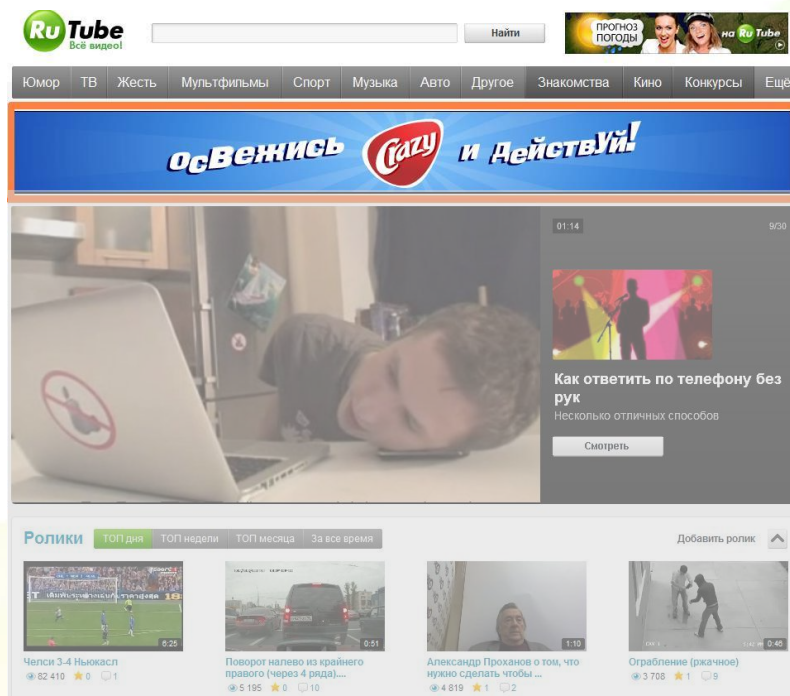 Ru Tube
Всё видео!
Найти
ПРОГНОЗ
ПОГОДЫ
на Ru Tube
Юмор ТВ Жесть Мультфильмы Спорт Музыка Авто Другое Знакомства Кино Конкурсы Ещё
ОсВежись Crazy и ДействУй!
01:14
9/30
Как ответить по телефону без
рук
Несколько отличных способов
Смотреть
Ролики ТОП дня ТОП недели ТОП месяца За все время Добавить ролик
6:25
0:51
1:10
0:46
Челси 3-4 Ньюкасл
82 410 0 1
Поворот налево из крайнего
правого (через 4 ряда)....
5 195 0 10
Александр Проханов о том, что
нужно сделать чтобы ...
4 819 1 2
Ограбление (ржачное)
3 708 1 9